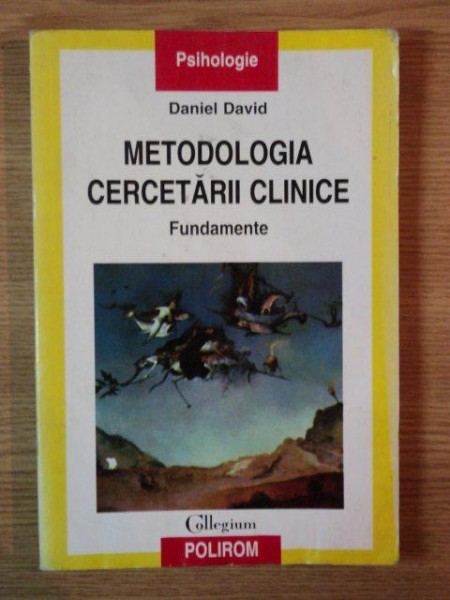 Psihologie
Daniel David
METODOLOGIA
CERCETĂRII CLINICE
Fundamente
Collegium
POLIROM